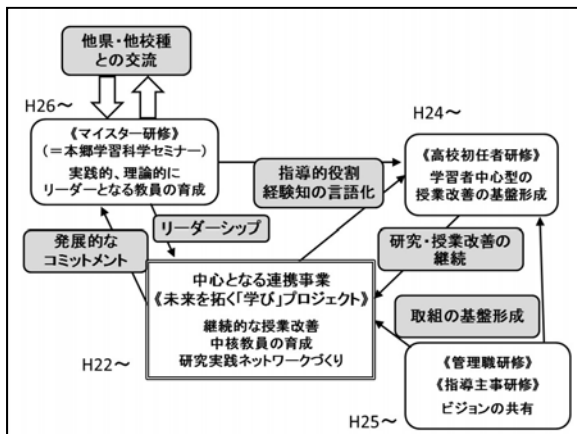 他県・他校種
との交流
H26～
《マイスター研修》
(＝本郷学習科学セミナー)
実践的、理論的に
リーダーとなる教員の育成
H24～
《高校初任者研修》
学習者中心型の
授業改善の基盤形成
指導的役割
経験知の言語化
リーダーシップ
発展的な
コミットメント
研究・授業改善の
継続
中心となる連携事業
《未来を拓く「学び」プロジェクト》
継続的な授業改善
中核教員の育成
研究実践ネットワークづくり
H22～
取組の基盤形成
《管理職研修》
《指導主事研修》
ビジョンの共有
H25～